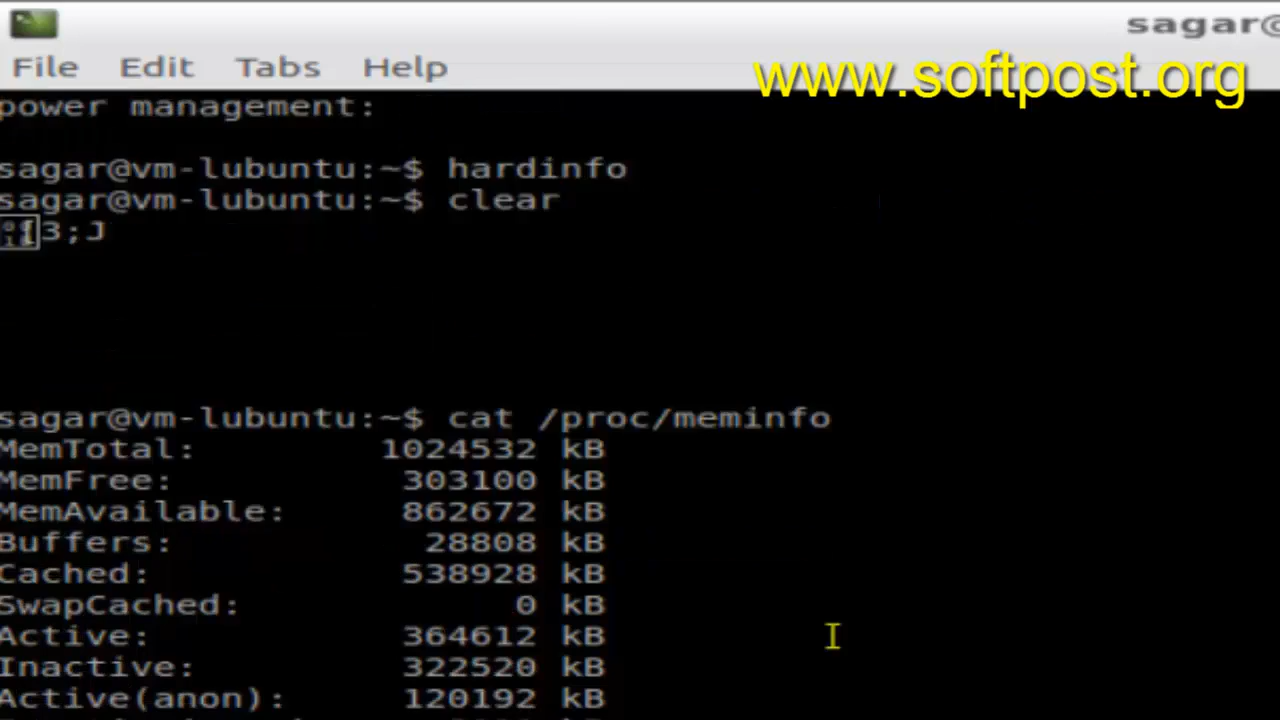 sagar@
File Edit Tabs Help
www.softpost.org
power management:
sagar@vm-lubuntu:~$ hardinfo
sagar@vm-lubuntu:~$ clear
[3;J
sagar@vm-lubuntu:~$ cat /proc/meminfo
MemTotal: 1024532 kB
MemFree: 303100 kB
MemAvailable: 862672 kB
Buffers: 28808 kB
Cached: 538928 kB
SwapCached: 0 kB
Active: 364612 kB
Inactive: 322520 kB
Active(anon): 120192 kB